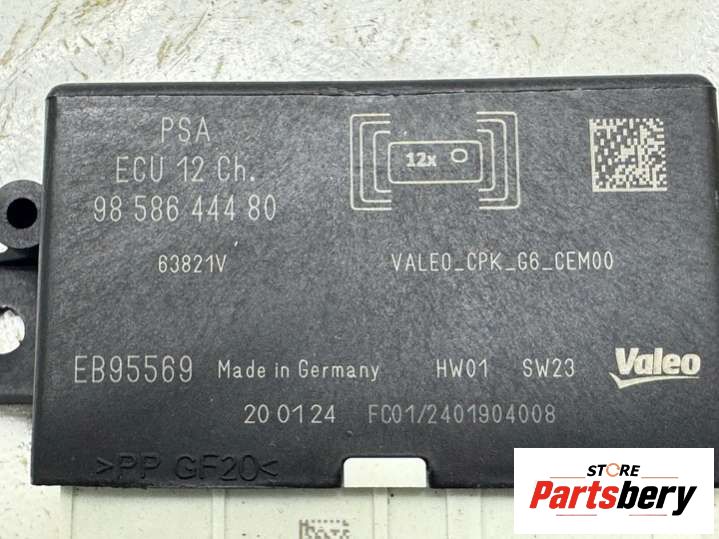 PSA
ECU 12 Ch.
98 586 444 80
12x
63821V
VALEO_CPK_G6_CEM00
EB95569
Made in Germany
HW01
SW23
Valeo
20 01 24
FC01/2401904008
>PP GF20<
STORE
Partsbery